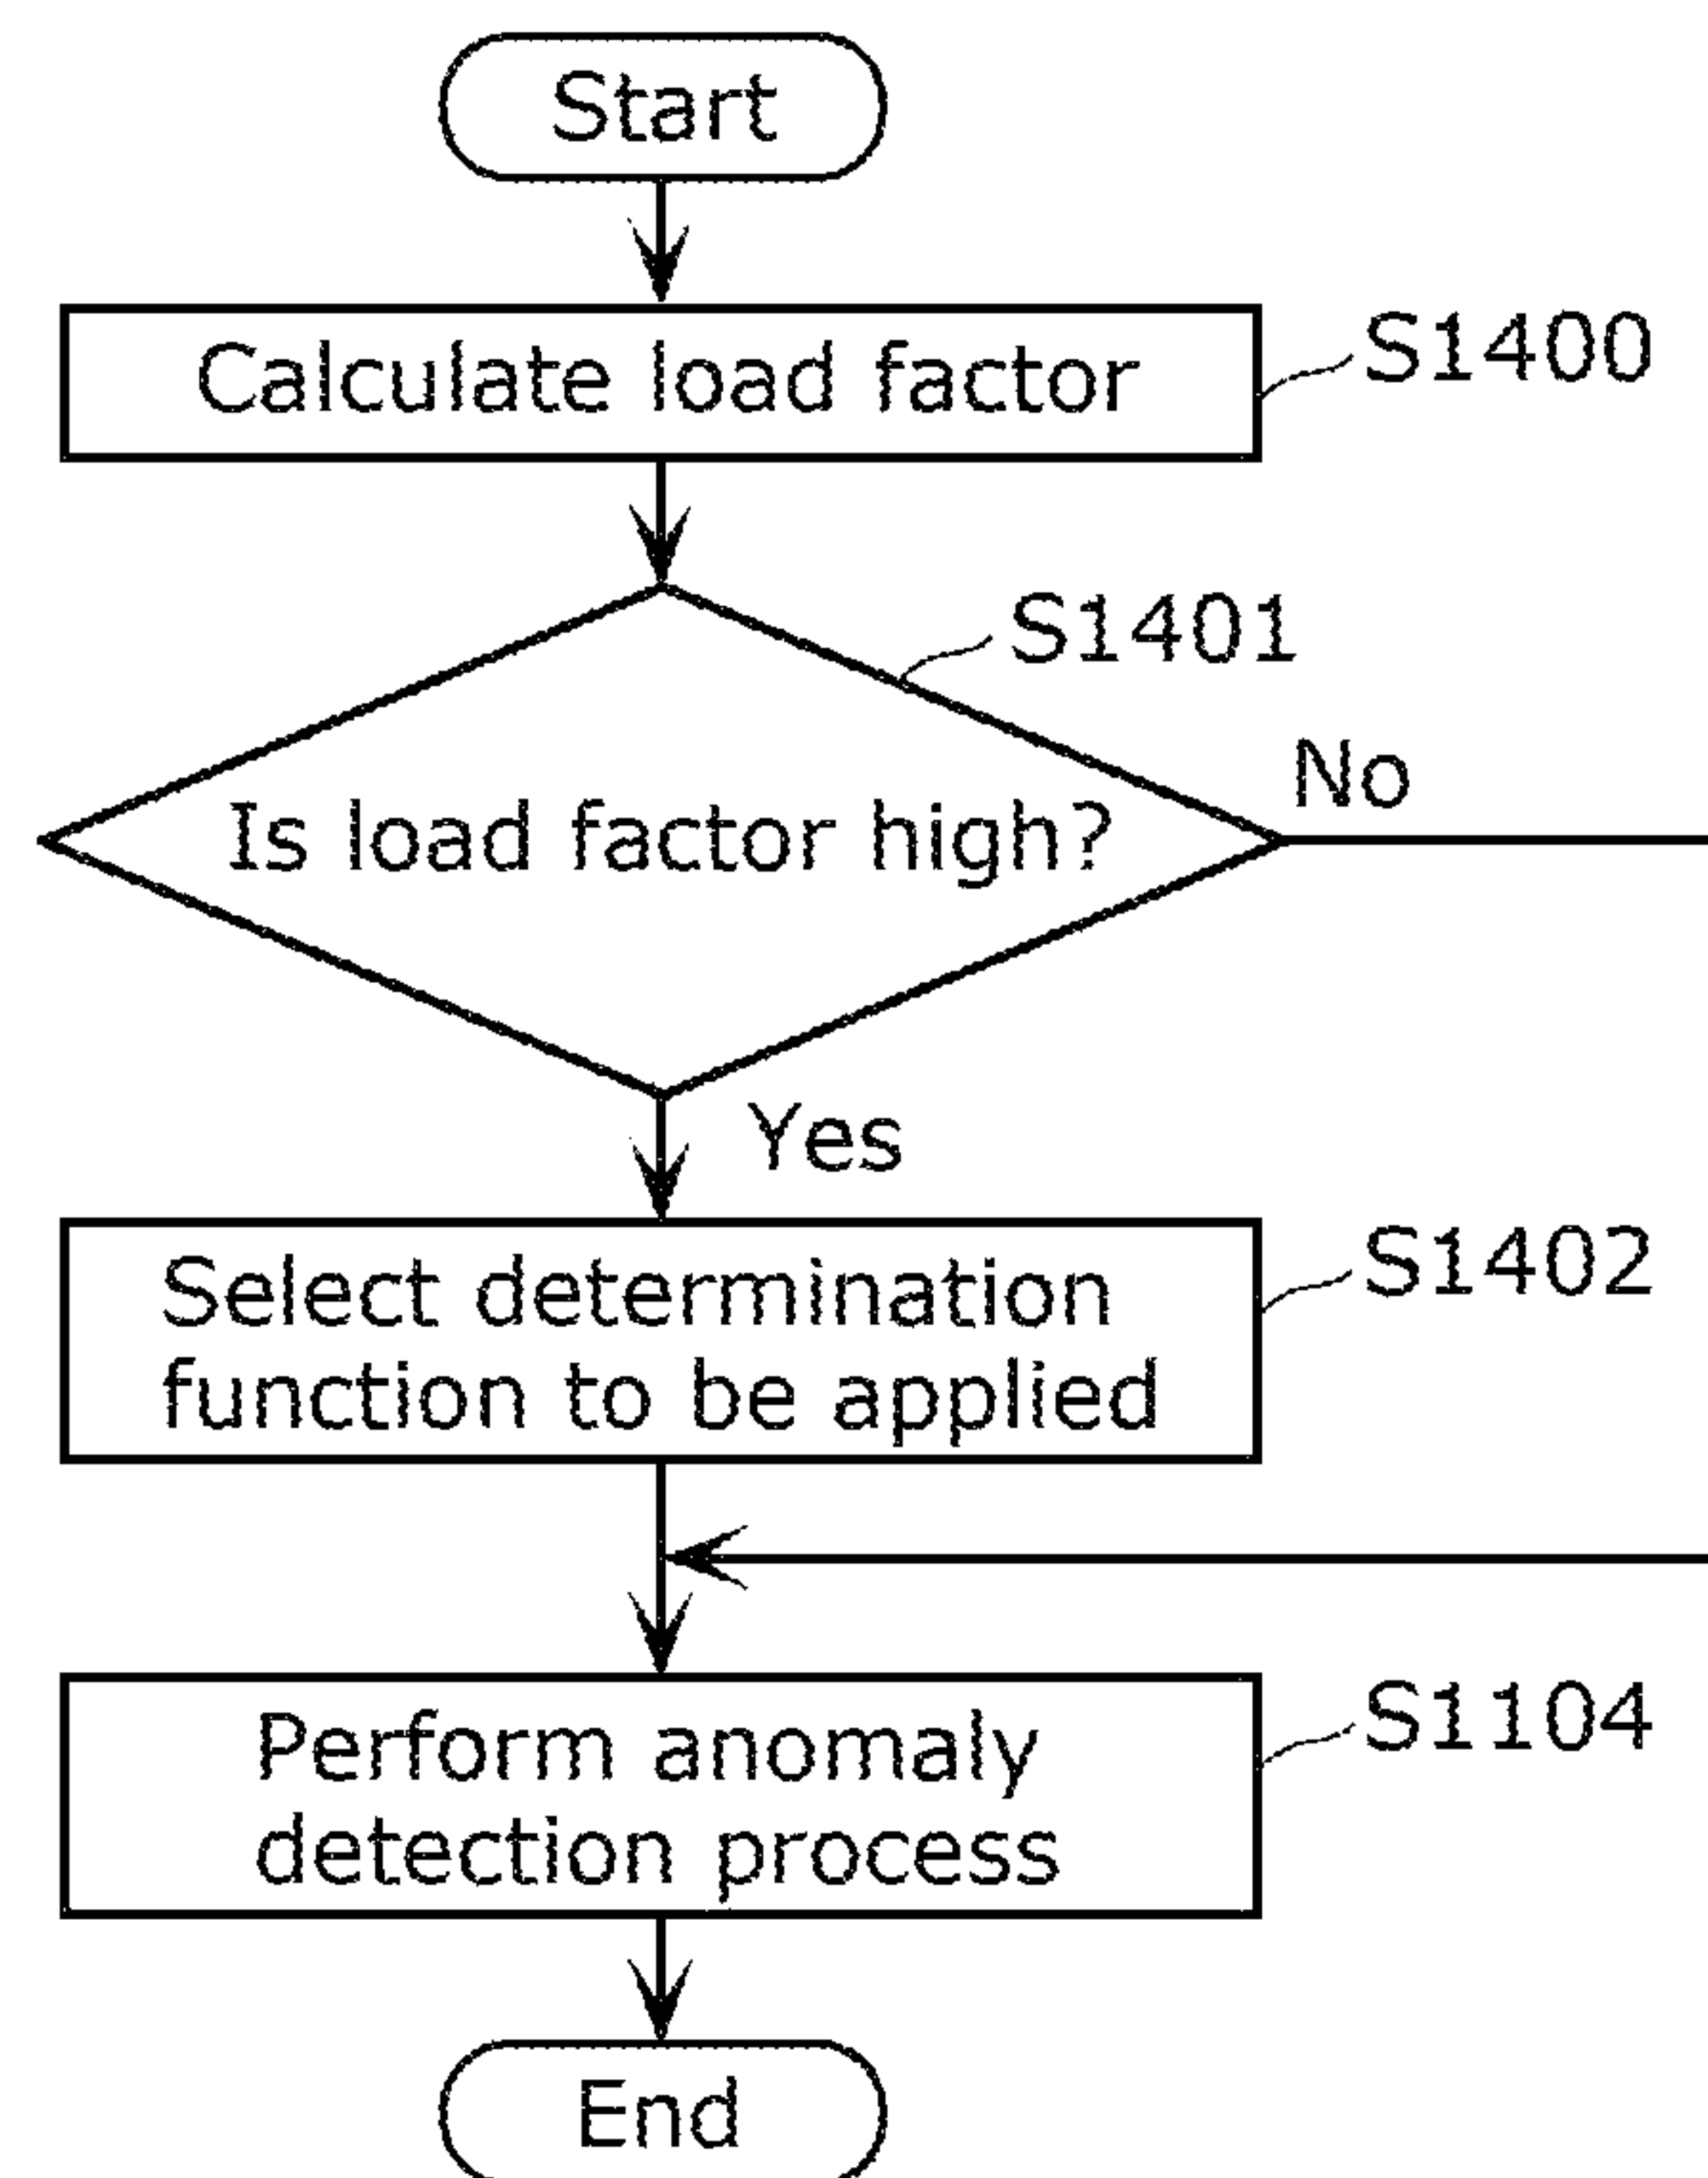 Start
Calculate load factor
S1400
S1401
Is load factor high?
No
Yes
Select determination
function to be applied
S1402
Perform anomaly
detection process
S1104
End